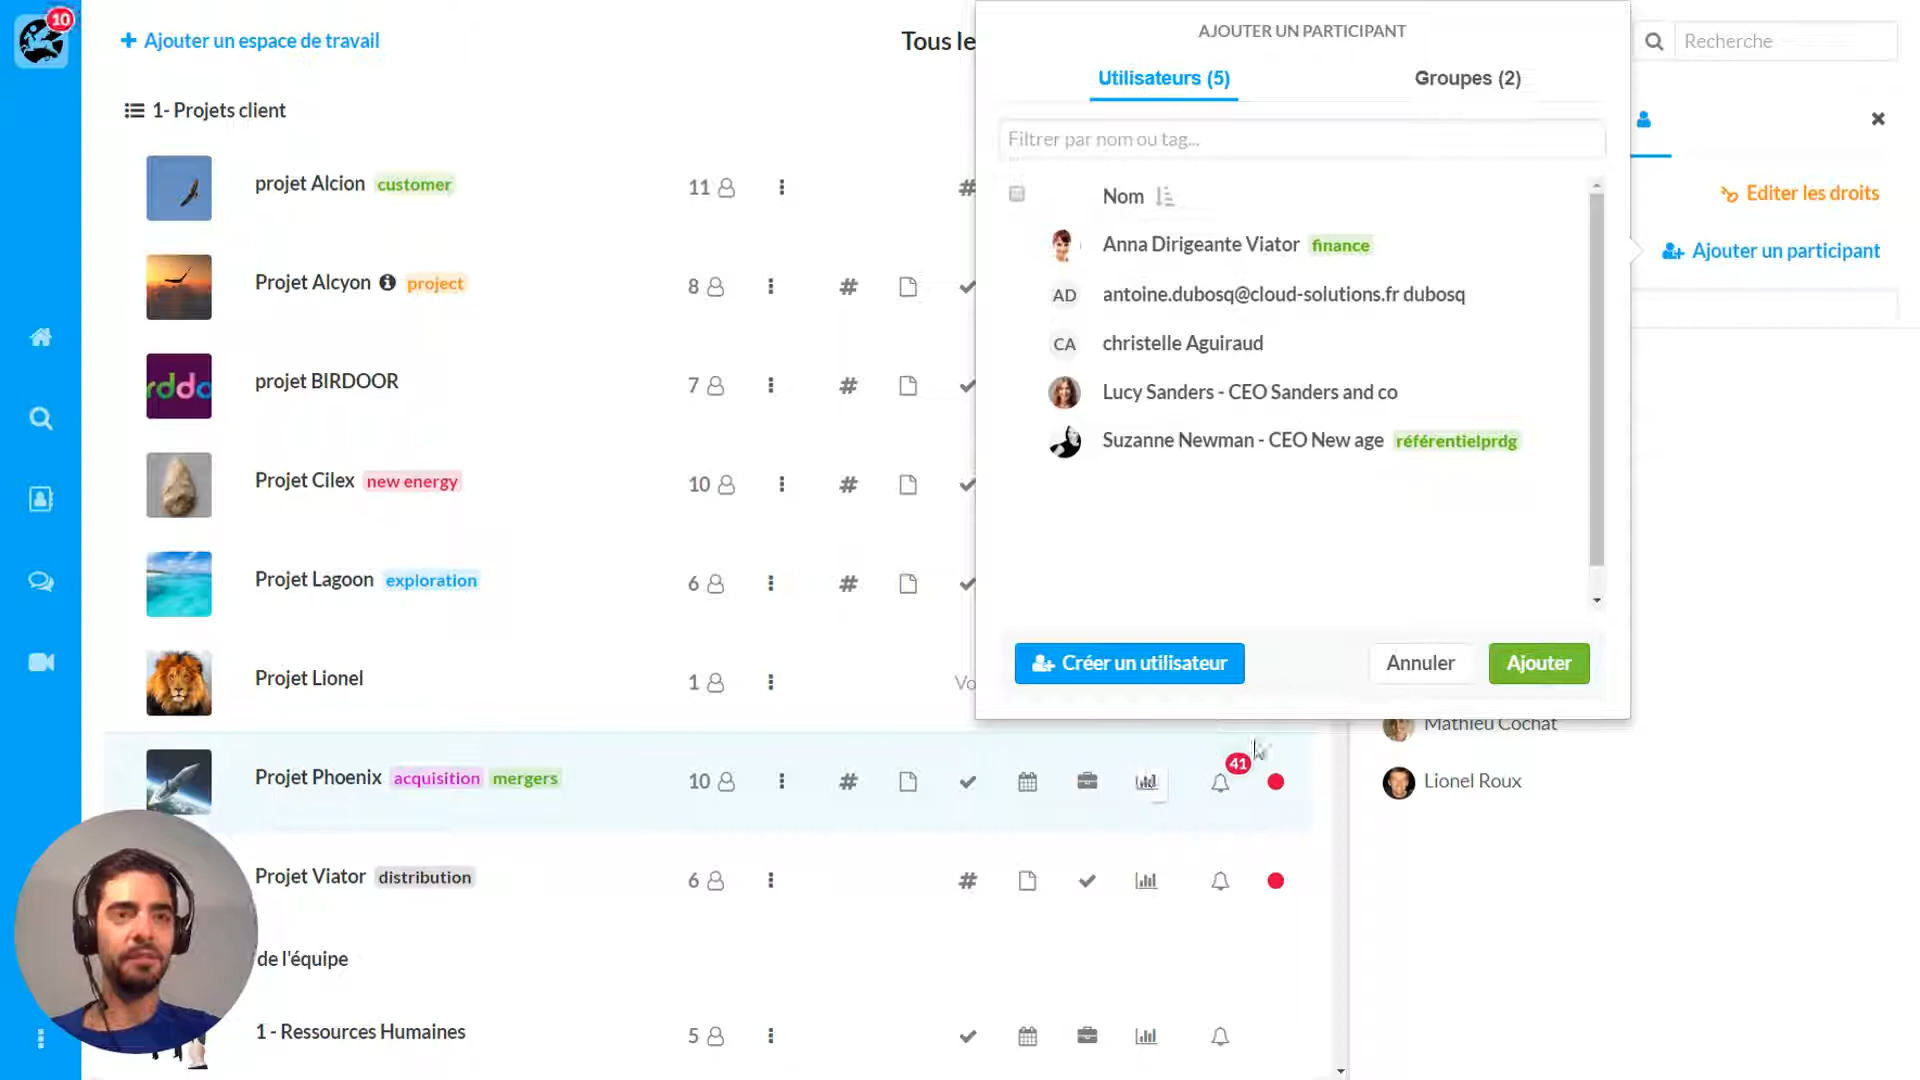 10
Ajouter un espace de travail
Tous le
Recherche
1- Projets client
projet Alcion customer 11
Projet Alcyon project 8
projet BIRDOOR 7
rddo
Projet Cilex new energy 10
Projet Lagoon exploration 6
Projet Lionel 1 Vo
Projet Phoenix acquisition mergers 10 41
Projet Viator distribution 6
de l'équipe
1 - Ressources Humaines 5
AJOUTER UN PARTICIPANT
Utilisateurs (5) Groupes (2)
Filtrer par nom ou tag...
Nom
Anna Dirigeante Viator finance
AD antoine.dubosq@cloud-solutions.fr dubosq
CA christelle Aguiraud
Lucy Sanders - CEO Sanders and co
Suzanne Newman - CEO New age référentielprdg
Créer un utilisateur Annuler Ajouter
Editer les droits
Ajouter un participant
Mathieu Cochat
Lionel Roux